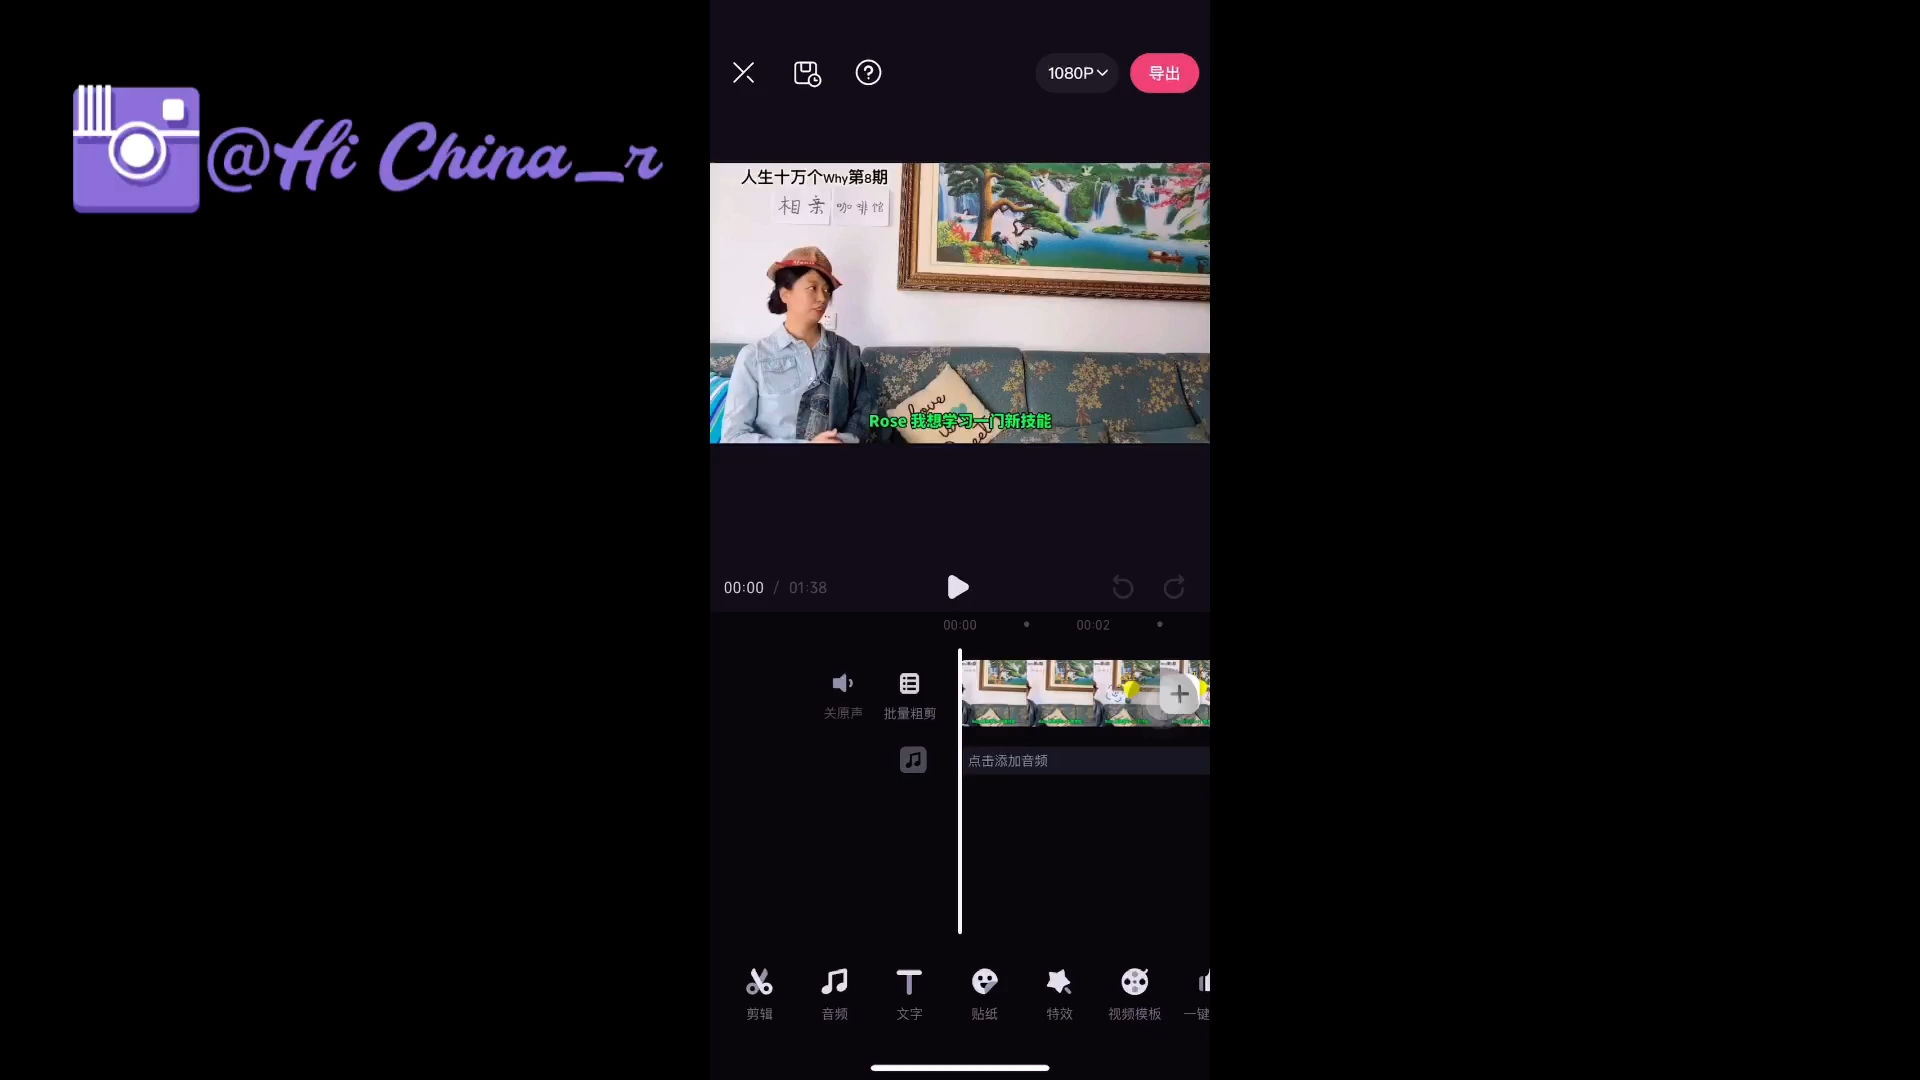 @Hi China_r
1080P
导出
人生十万个Why第8期
相亲 咖啡馆
Rose 我想学习一门新技能
00:00 / 01:38
00:00
00:02
关原声
批量粗剪
点击添加音频
剪辑
音频
文字
贴纸
特效
视频模板
一键